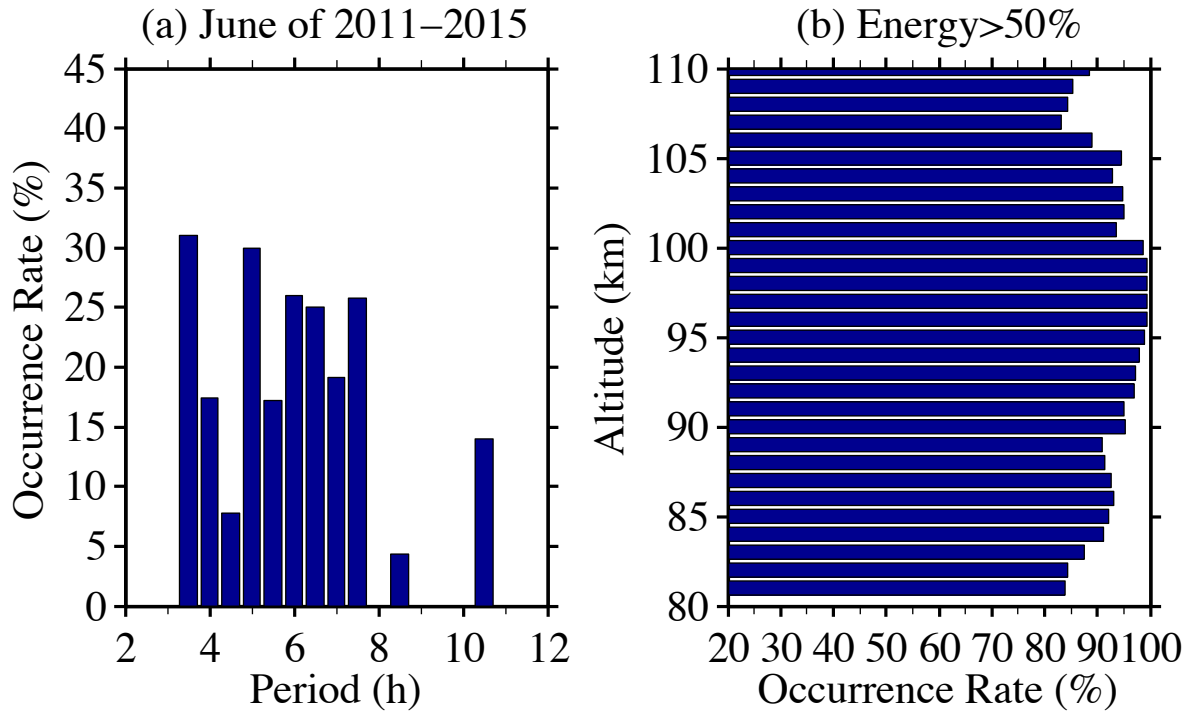 (a) June of 2011–2015
Occurrence Rate (%)
45
40
35
30
25
20
15
10
5
0
2 4 6 8 10 12
Period (h)
(b) Energy>50%
Altitude (km)
110
105
100
95
90
85
80
20 30 40 50 60 70 80 90 100
Occurrence Rate (%)